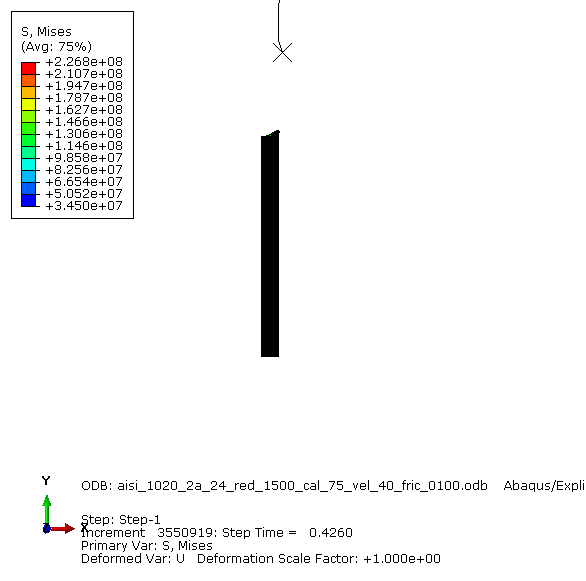 S, Mises
(Avg: 75%)
+2.268e+08
+2.107e+08
+1.947e+08
+1.787e+08
+1.627e+08
+1.466e+08
+1.306e+08
+1.146e+08
+9.858e+07
+8.256e+07
+6.654e+07
+5.052e+07
+3.450e+07
Y
ODB: aisi_1020_2a_24_red_1500_cal_75_vel_40_fric_0100.odb Abaqus/Expli
Step: Step-1
X
Increment 3550919: Step Time = 0.4260
Primary Var: S, Mises
Deformed Var: U Deformation Scale Factor: +1.000e+00